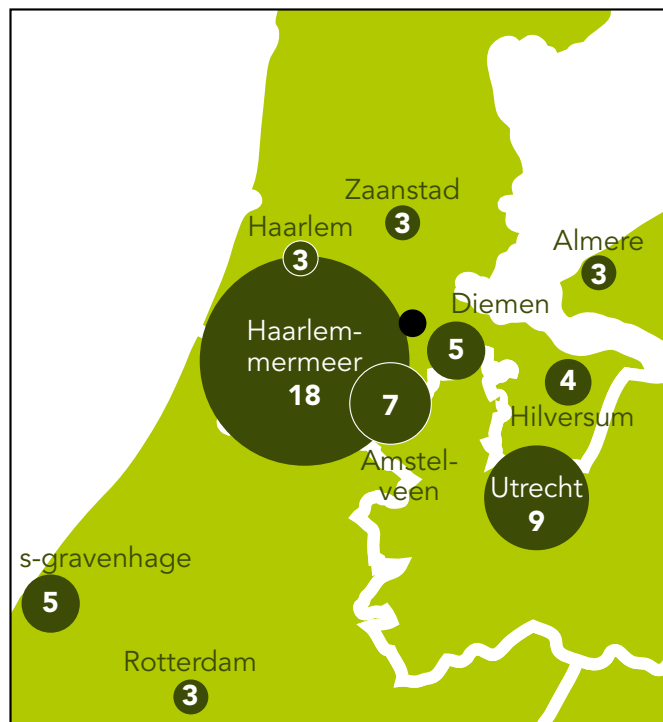 Zaanstad
3
Haarlem
3
Almere
3
Diemen
5
Haarlem-
mermeer
18
7
Amstel-
veen
4
Hilversum
Utrecht
9
s-gravenhage
5
Rotterdam
3